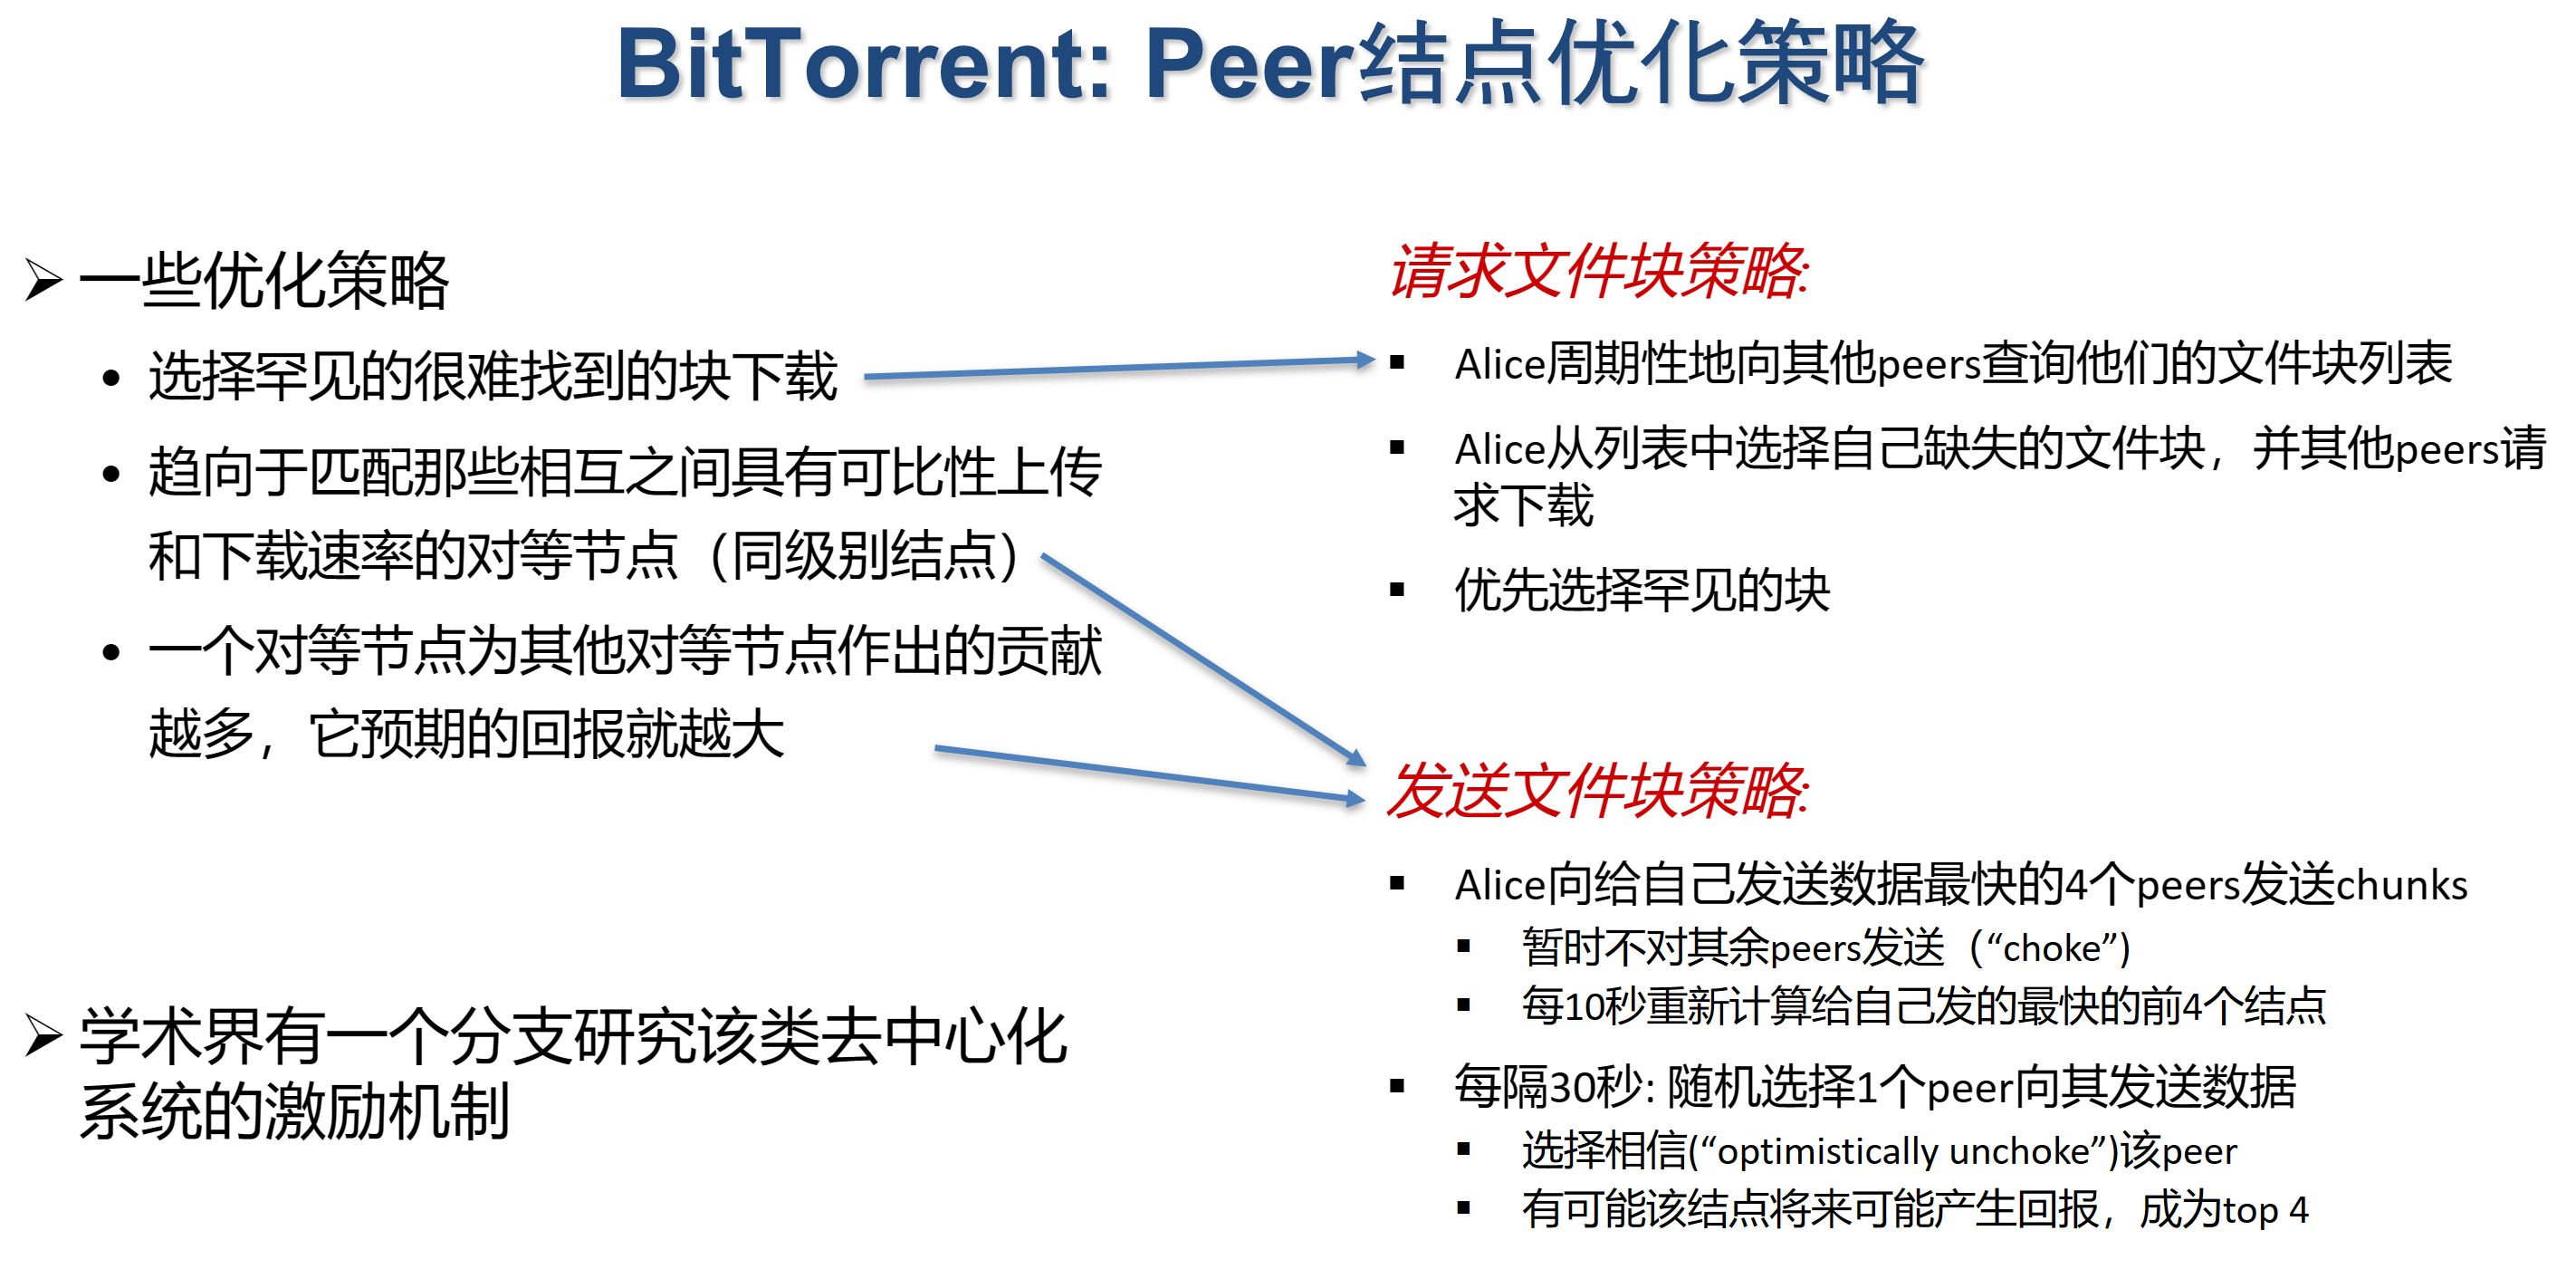 BitTorrent: Peer结点优化策略
一些优化策略
选择罕见的很难找到的块下载
趋向于匹配那些相互之间具有可比性上传
和下载速率的对等节点（同级别结点）
一个对等节点为其他对等节点作出的贡献
越多，它预期的回报就越大
学术界有一个分支研究该类去中心化
系统的激励机制
请求文件块策略:
Alice周期性地向其他peers查询他们的文件块列表
Alice从列表中选择自己缺失的文件块，并其他peers请
求下载
优先选择罕见的块
发送文件块策略:
Alice向给自己发送数据最快的4个peers发送chunks
暂时不对其余peers发送（“choke”)
每10秒重新计算给自己发的最快的前4个结点
每隔30秒: 随机选择1个peer向其发送数据
选择相信(“optimistically unchoke”)该peer
有可能该结点将来可能产生回报，成为top 4